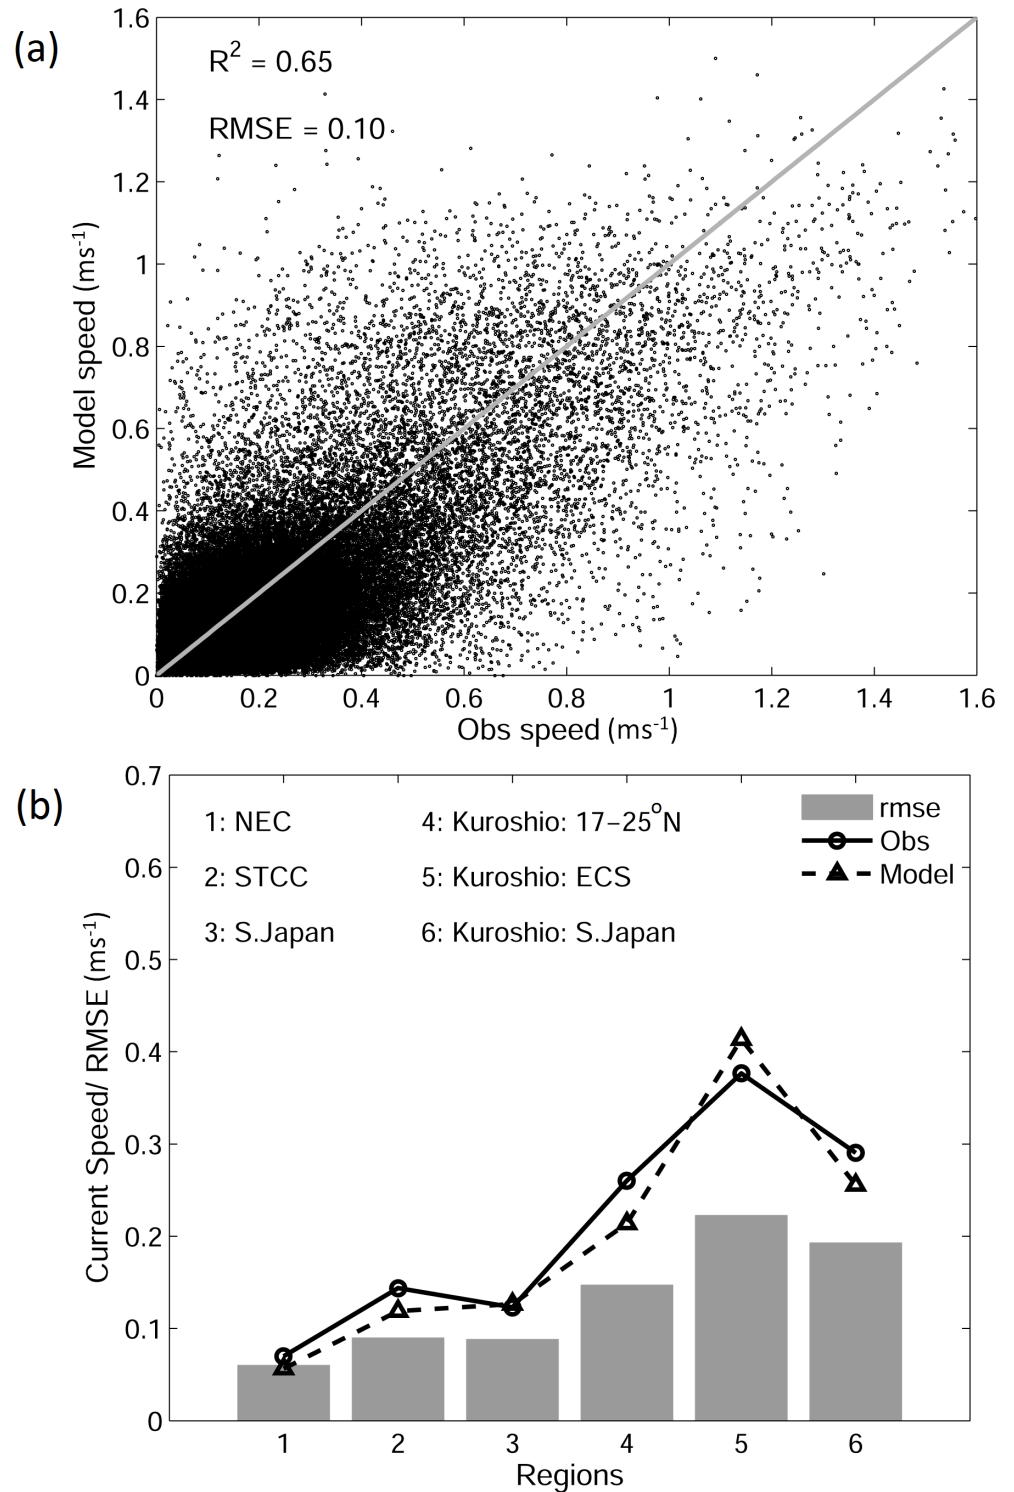 (a)
R² = 0.65
RMSE = 0.10
Model speed (ms⁻¹)
1.6
1.4
1.2
1
0.8
0.6
0.4
0.2
0
0 0.2 0.4 0.6 0.8 1 1.2 1.4 1.6
Obs speed (ms⁻¹)
(b)
Current Speed/ RMSE (ms⁻¹)
0.7
0.6
0.5
0.4
0.3
0.2
0.1
0
1: NEC 4: Kuroshio: 17–25°N
2: STCC 5: Kuroshio: ECS
3: S.Japan 6: Kuroshio: S.Japan
rmse
Obs
Model
1 2 3 4 5 6
Regions